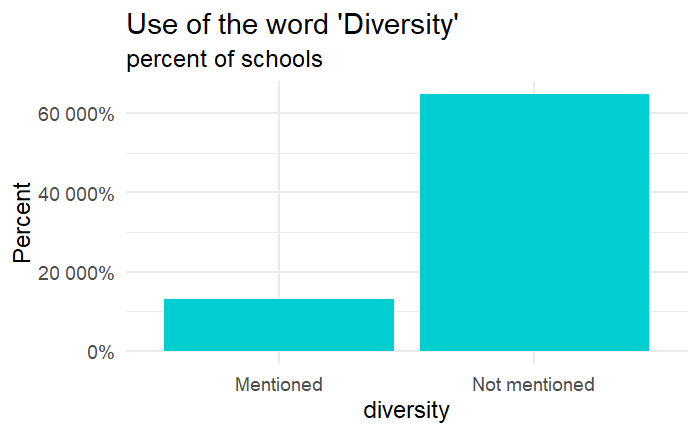 Use of the word 'Diversity'
percent of schools
60 000%
40 000%
20 000%
0%
Percent
Mentioned
Not mentioned
diversity